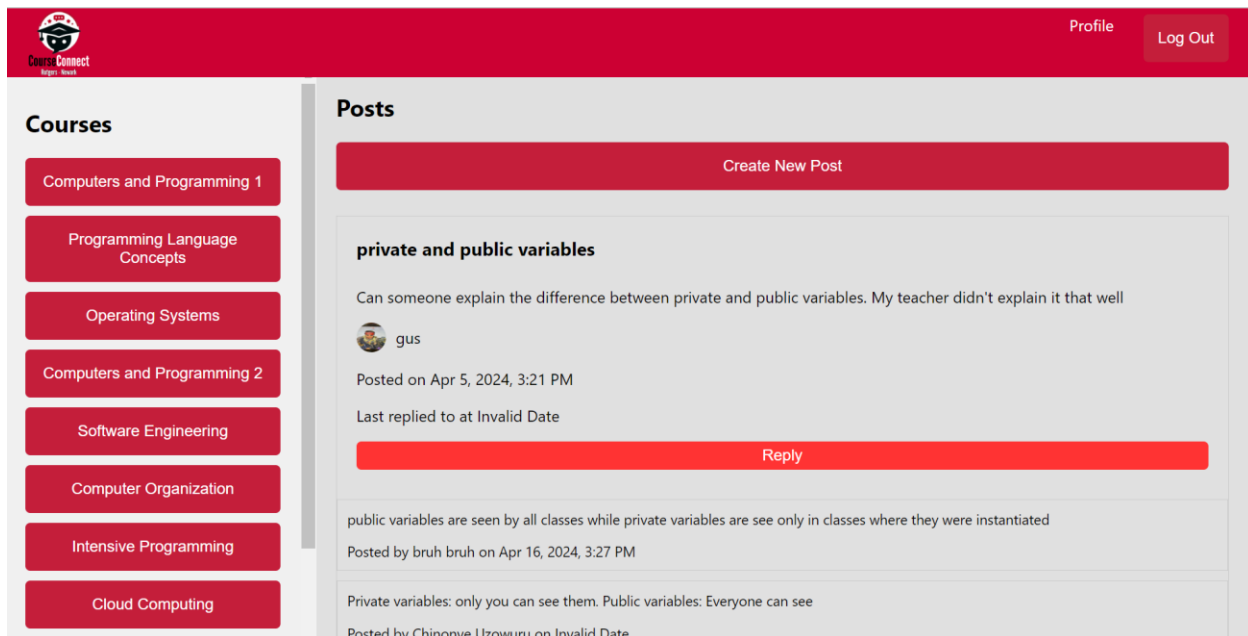 CourseConnect
Rutgers - Newark
Profile
Log Out
Courses
Computers and Programming 1
Programming Language
Concepts
Operating Systems
Computers and Programming 2
Software Engineering
Computer Organization
Intensive Programming
Cloud Computing
Posts
Create New Post
private and public variables
Can someone explain the difference between private and public variables. My teacher didn't explain it that well
gus
Posted on Apr 5, 2024, 3:21 PM
Last replied to at Invalid Date
Reply
public variables are seen by all classes while private variables are see only in classes where they were instantiated
Posted by bruh bruh on Apr 16, 2024, 3:27 PM
Private variables: only you can see them. Public variables: Everyone can see
Posted by Chinonye Uzowuru on Invalid Date